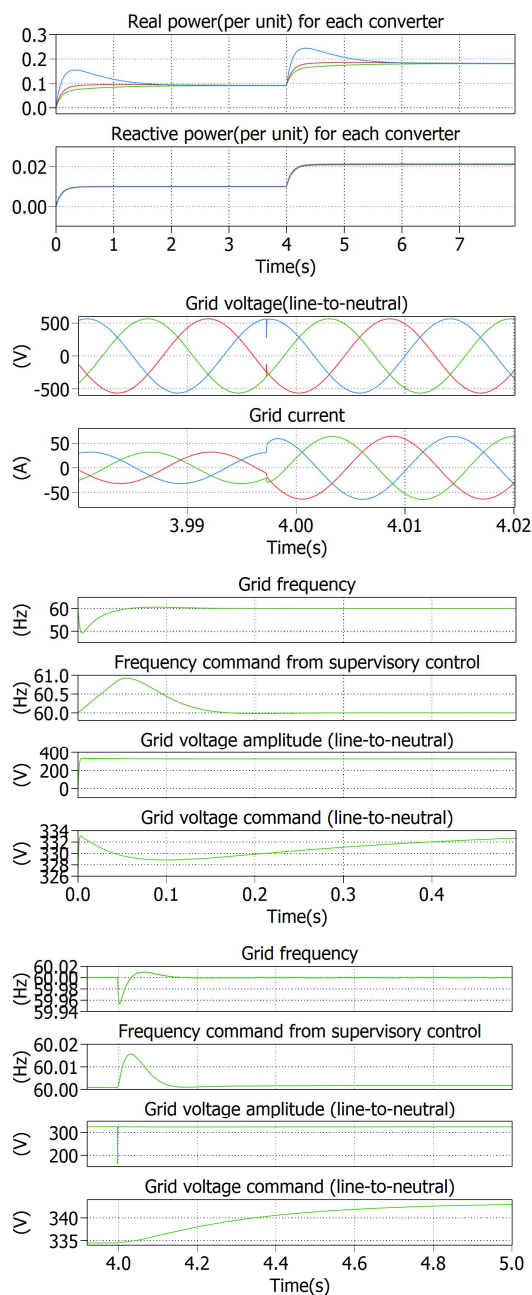 Real power(per unit) for each converter
0.3
0.2
0.1
0.0
Reactive power(per unit) for each converter
0.02
0.00
0 1 2 3 4 5 6 7
Time(s)
Grid voltage(line-to-neutral)
(V)
500
0
-500
Grid current
(A)
50
0
-50
3.99 4.00 4.01 4.02
Time(s)
Grid frequency
(Hz)
60
50
Frequency command from supervisory control
(Hz)
61.0
60.5
60.0
Grid voltage amplitude (line-to-neutral)
(V)
400
200
0
Grid voltage command (line-to-neutral)
(V)
334
332
330
328
326
0.0 0.1 0.2 0.3 0.4
Time(s)
Grid frequency
(Hz)
60.02
60.00
59.98
59.96
59.94
Frequency command from supervisory control
(Hz)
60.02
60.01
60.00
Grid voltage amplitude (line-to-neutral)
(V)
300
200
Grid voltage command (line-to-neutral)
(V)
340
335
4.0 4.2 4.4 4.6 4.8 5.0
Time(s)